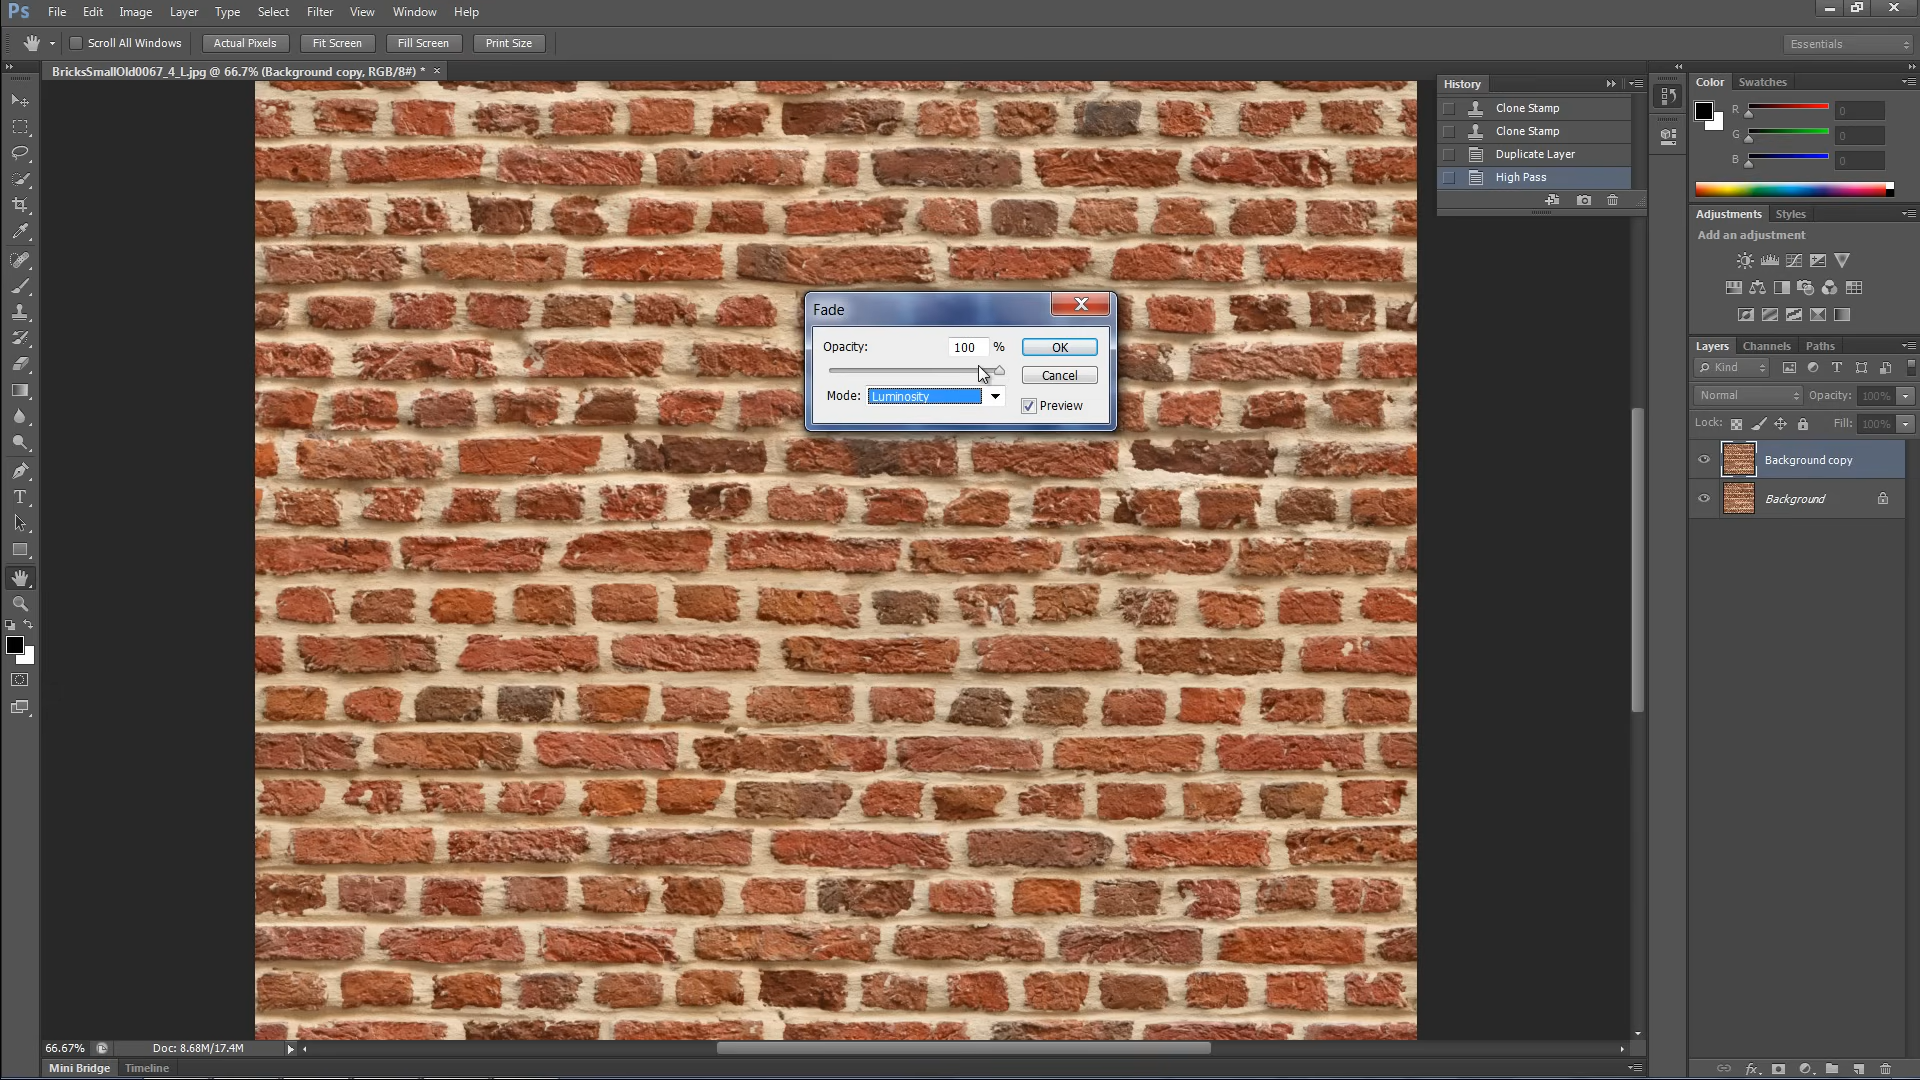 Ps File Edit Image Layer Type Select Filter View Window Help
Scroll All Windows Actual Pixels Fit Screen Fill Screen Print Size Essentials
BricksSmallOld0067_4_L.jpg @ 66.7% (Background copy, RGB/8#) *
History
Clone Stamp
Clone Stamp
Duplicate Layer
High Pass
Color Swatches
R 0
G 0
B 0
Adjustments Styles
Add an adjustment
Fade
Opacity: 100 % OK
Cancel
Mode: Luminosity
Preview
Layers Channels Paths
Kind
Normal Opacity: 100%
Lock: Fill: 100%
Background copy
Background
66.67% Doc: 8.68M/17.4M
Mini Bridge Timeline